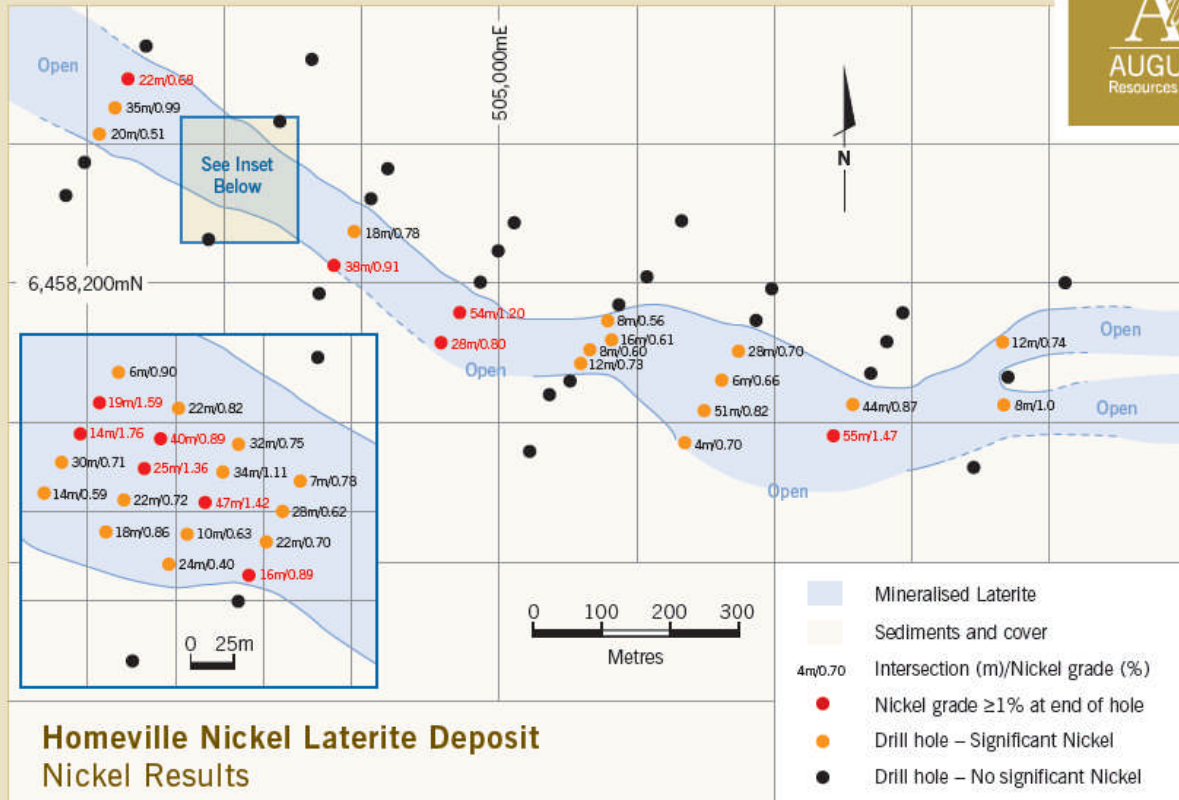 A
AUGU
Resources
Open
22m/0.68
35m/0.99
20m/0.51
See Inset
Below
505,000mE
N
18m/0.78
38m/0.91
6,458,200mN
54m/1.20
28m/0.80
Open
8m/0.56
16m/0.61
8m/0.60
12m/0.73
28m/0.70
6m/0.66
51m/0.82
4m/0.70
44m/0.87
55m/1.47
Open
12m/0.74
Open
8m/1.0
Open
6m/0.90
19m/1.59
22m/0.82
14m/1.76
40m/0.89
32m/0.75
30m/0.71
25m/1.36
34m/1.11
7m/0.78
14m/0.59
22m/0.72
47m/1.42
28m/0.62
18m/0.86
10m/0.63
22m/0.70
24m/0.40
16m/0.89
0 25m
0 100 200 300
Metres
Mineralised Laterite
Sediments and cover
4m/0.70 Intersection (m)/Nickel grade (%)
Nickel grade ≥1% at end of hole
Drill hole – Significant Nickel
Drill hole – No significant Nickel
Homeville Nickel Laterite Deposit
Nickel Results